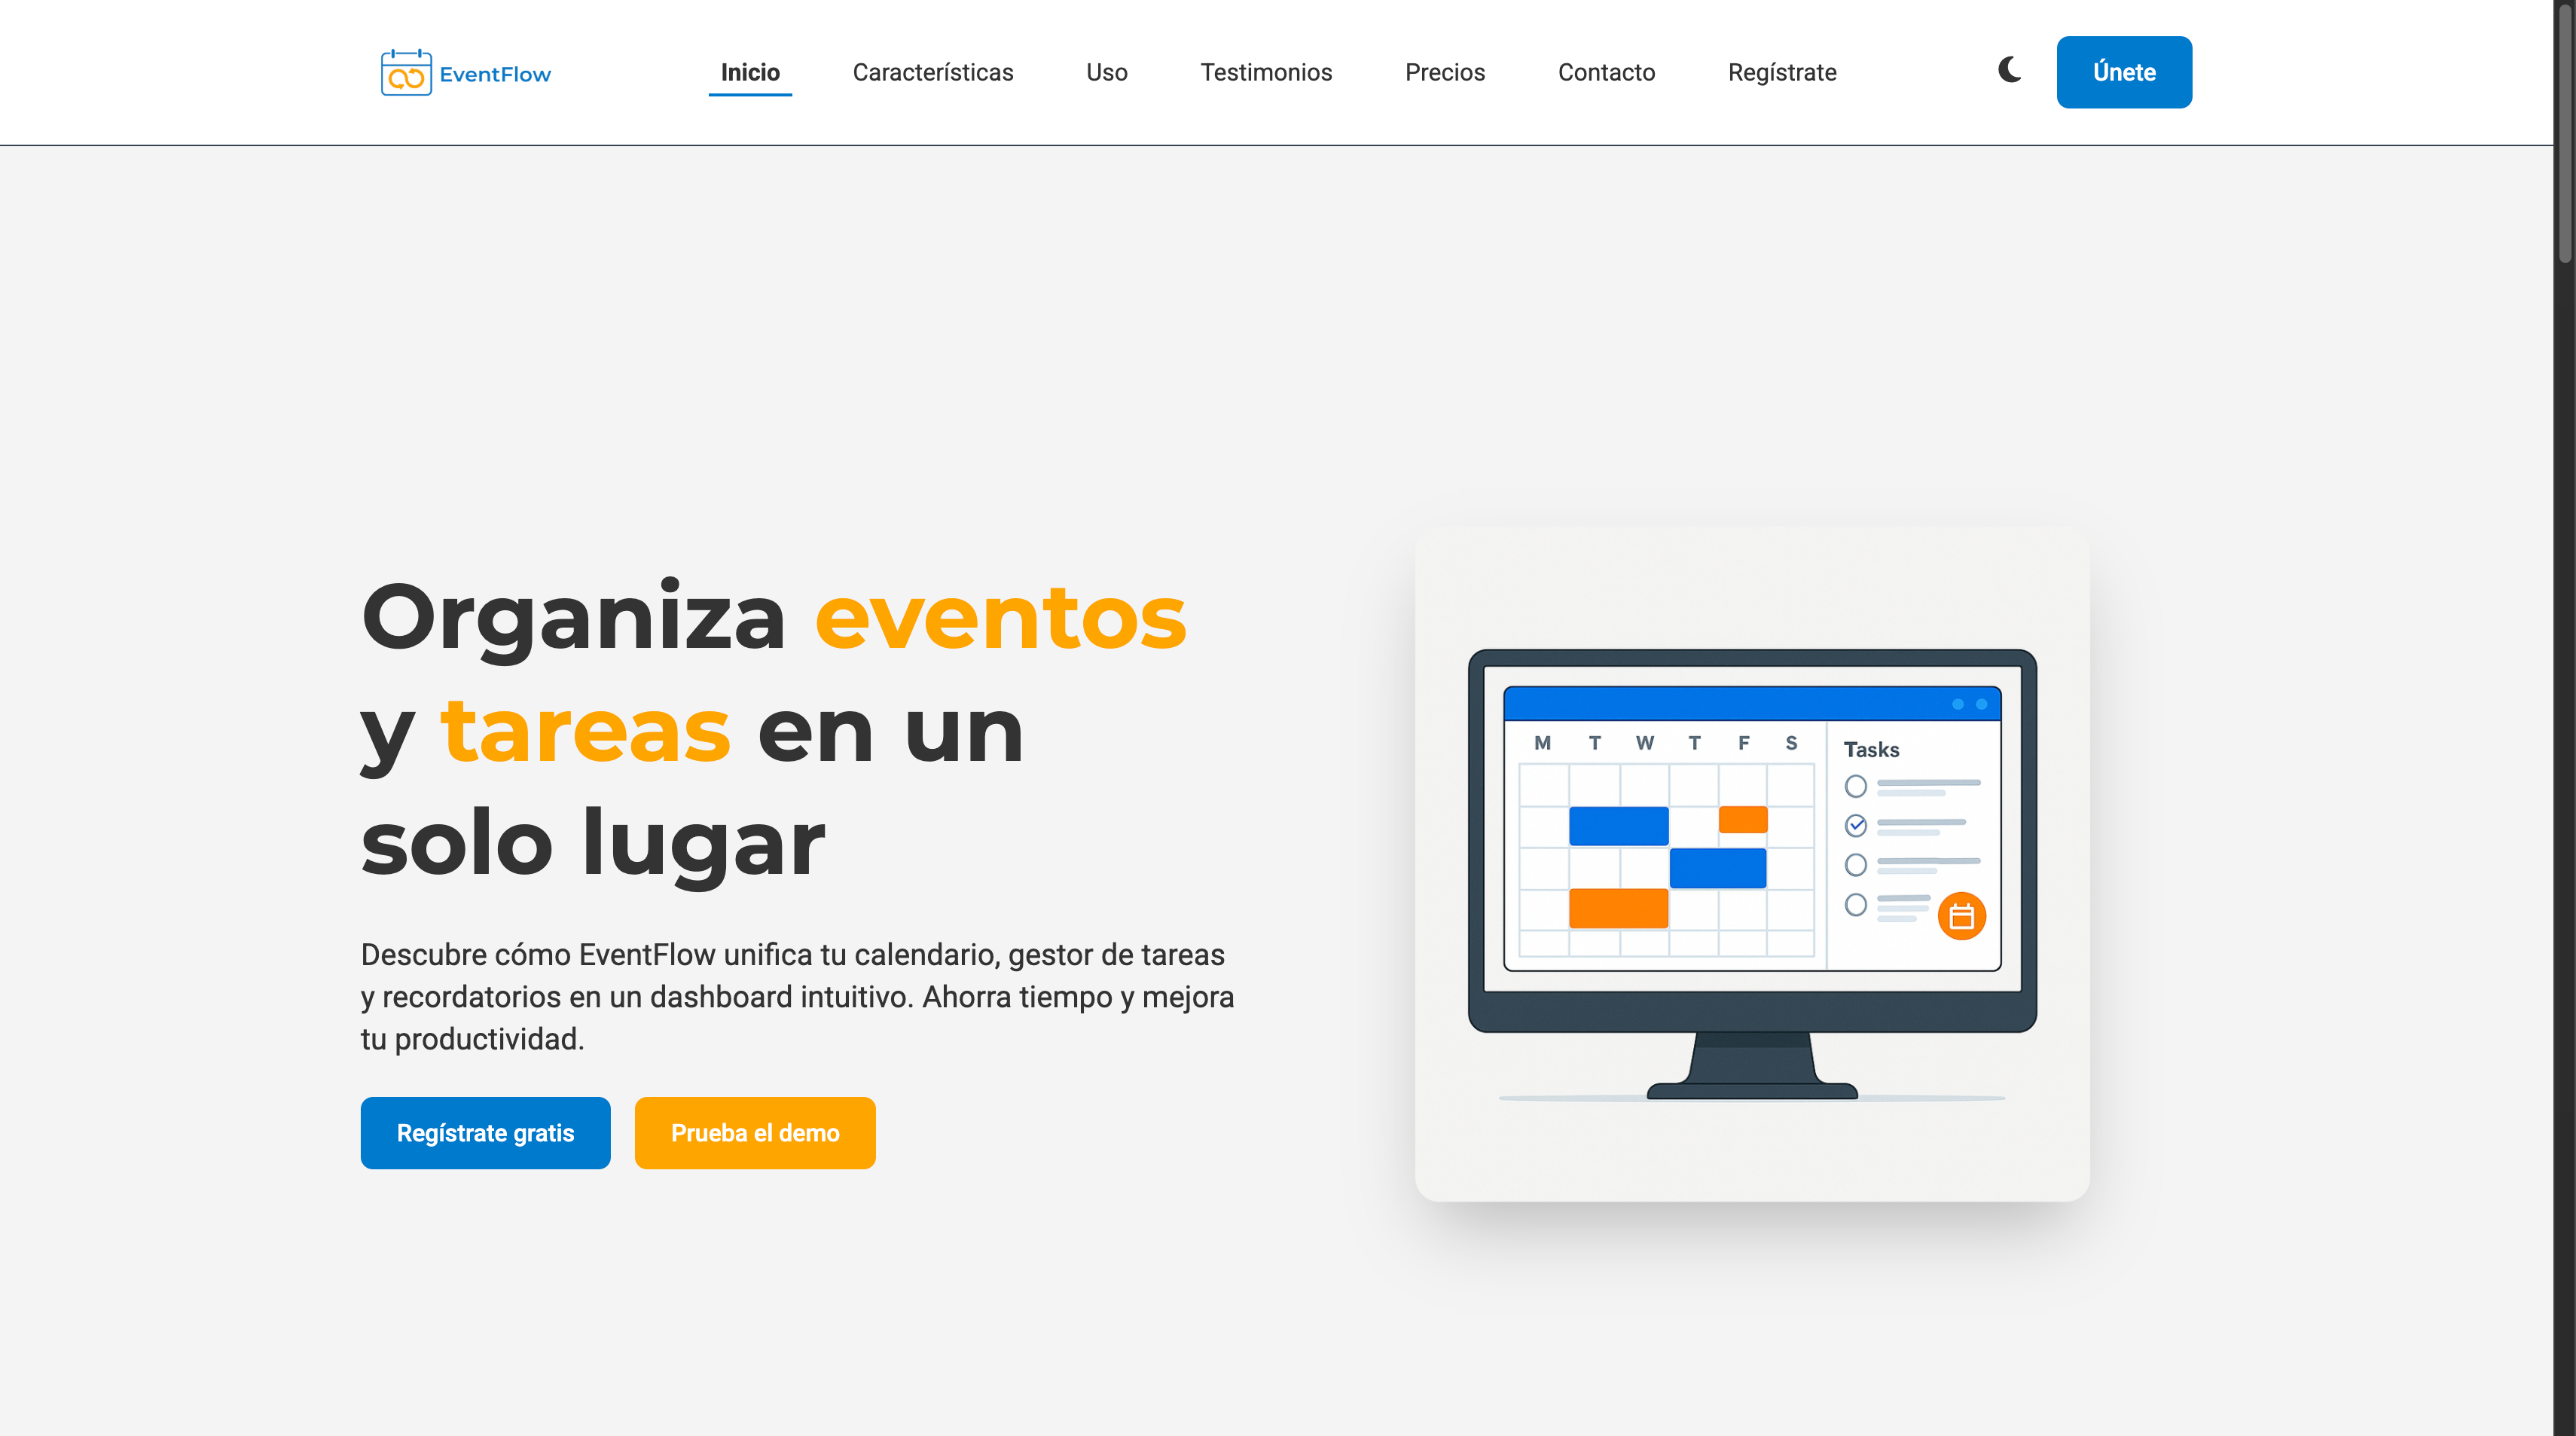 EventFlow
Inicio Características Uso Testimonios Precios Contacto Regístrate
Únete
Organiza eventos
y tareas en un
solo lugar
Descubre cómo EventFlow unifica tu calendario, gestor de tareas
y recordatorios en un dashboard intuitivo. Ahorra tiempo y mejora
tu productividad.
Regístrate gratis
Prueba el demo
M T W T F S
Tasks